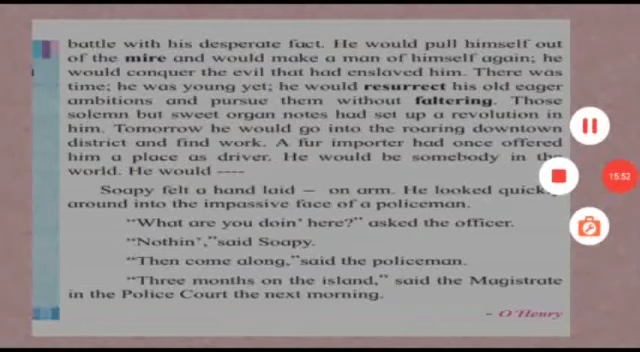 battle with his desperate fact. He would pull himself out
of the mire and would make a man of himself again; he
would conquer the evil that had enslaved him. There was
time; he was young yet; he would resurrect his old eager
ambitions and pursue them without faltering. Those
solemn but sweet organ notes had set up a revolution in
him. Tomorrow he would go into the roaring downtown
district and find work. A fur importer had once offered
him a place as driver. He would be somebody in the
world. He would ----
Soapy felt a hand laid – on arm. He looked quickly
around into the impassive face of a policeman.
"What are you doin' here?" asked the officer.
"Nothin'," said Soapy.
"Then come along," said the policeman.
"Three months on the island," said the Magistrate
in the Police Court the next morning.
- O'Henry
15:52